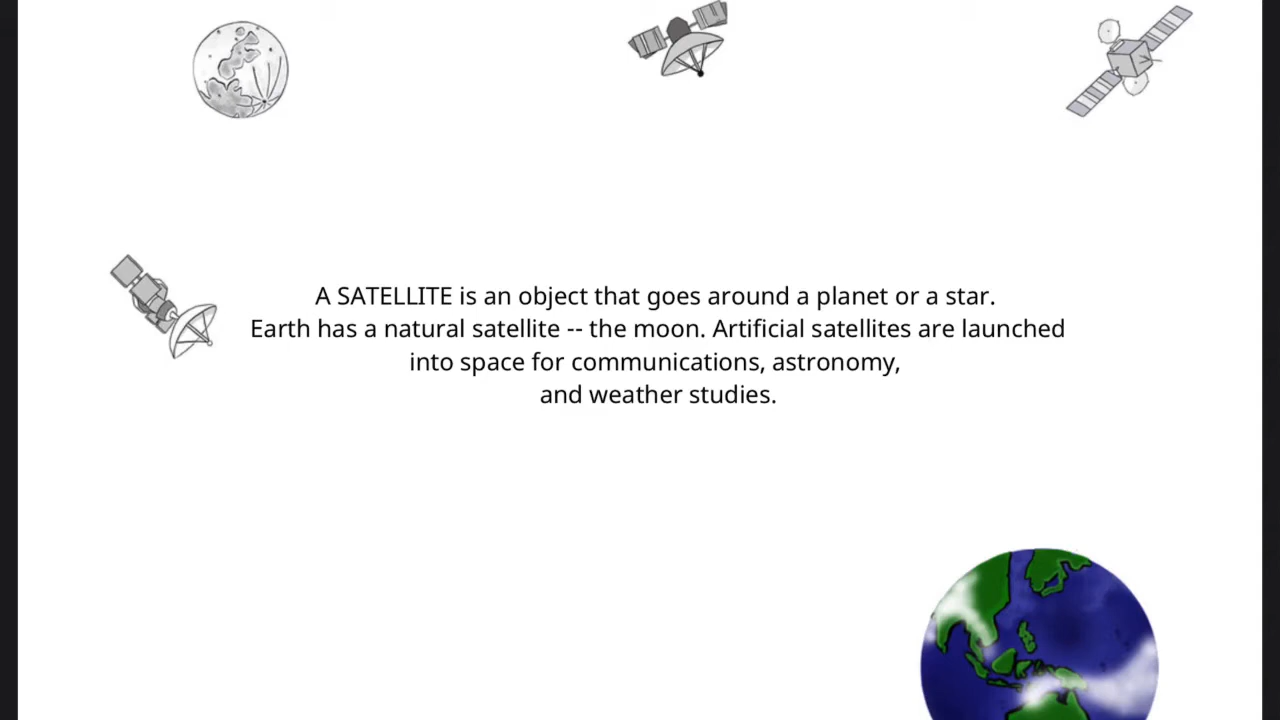 A SATELLITE is an object that goes around a planet or a star.
Earth has a natural satellite -- the moon. Artificial satellites are launched
into space for communications, astronomy,
and weather studies.